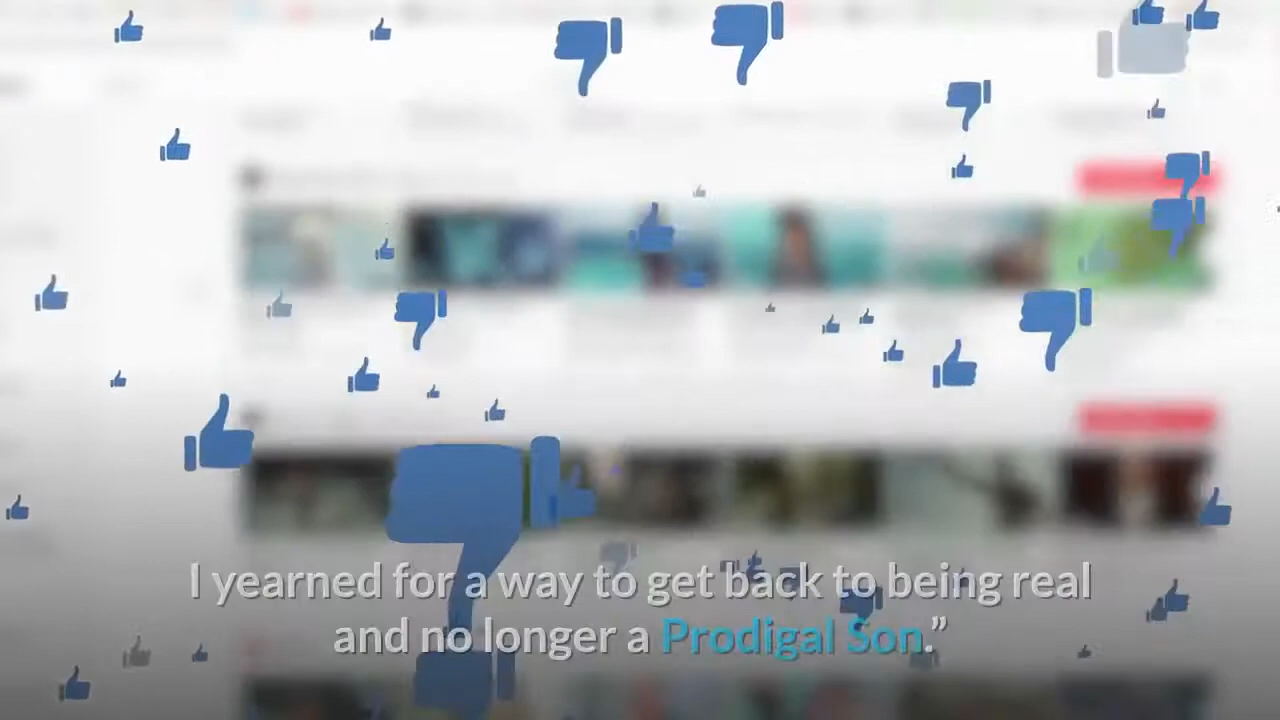 I yearned for a way to get back to being real
and no longer a Prodigal Son.”